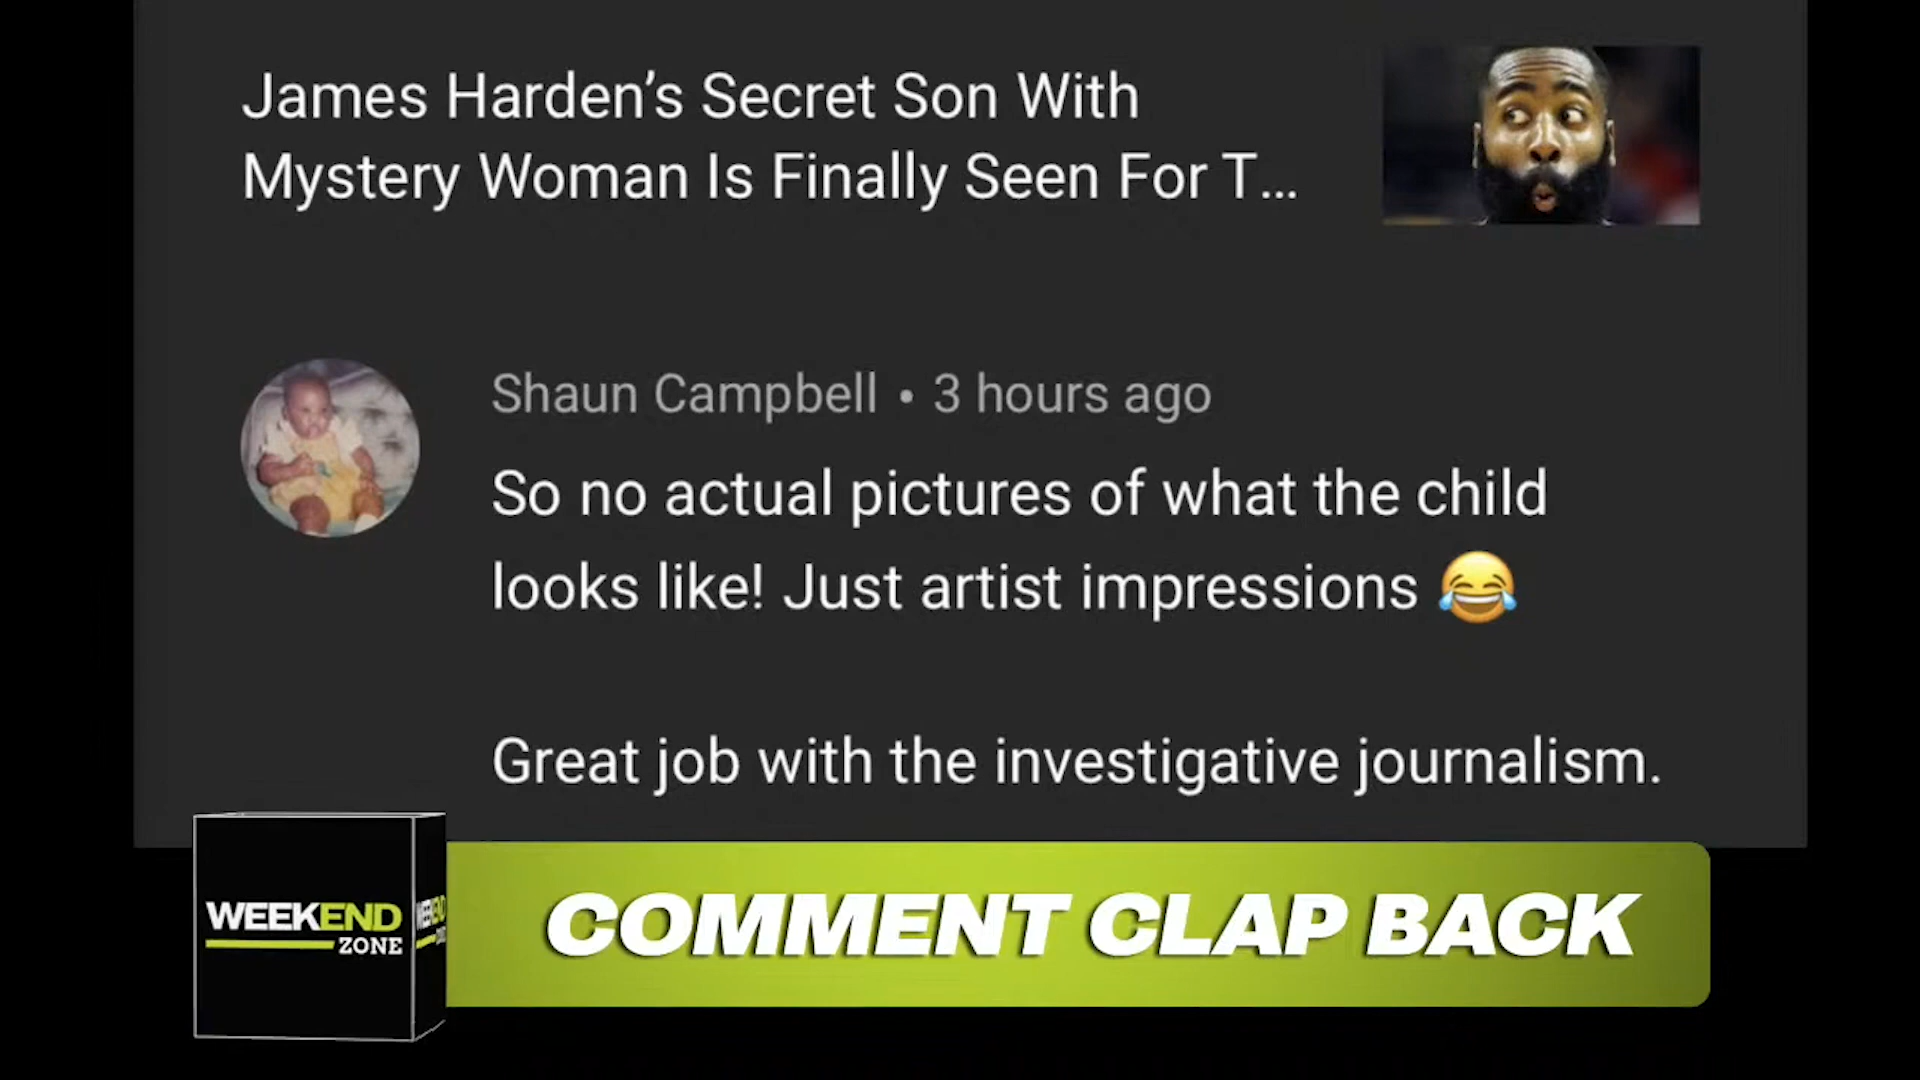 James Harden’s Secret Son With
Mystery Woman Is Finally Seen For T...
Shaun Campbell • 3 hours ago
So no actual pictures of what the child
looks like! Just artist impressions 😂
Great job with the investigative journalism.
WEEKEND
ZONE
WEEKEND
ZONE
COMMENT CLAP BACK